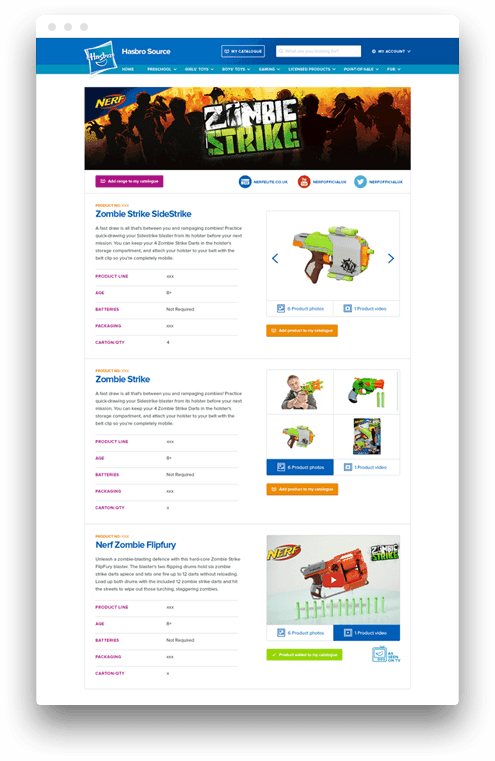 Hasbro
Hasbro Source
MY CATALOGUE
What are you looking for?
MY ACCOUNT
HOME
PRESCHOOL
GIRLS' TOYS
BOYS' TOYS
GAMING
LICENSED PRODUCTS
POINT-OF-SALE
FOB
NERF
ZOMBIE
STRIKE
Add range to my catalogue
NERFELITE.CO.UK
NERFOFFICIALUK
NERFOFFICIALUK
PRODUCT NO: XXX
Zombie Strike SideStrike
A fast draw is all that's between you and rampaging zombies! Practice
quick-drawing your Sidestrike blaster from its holster before your next
mission. You can keep your 4 Zombie Strike Darts in the holster's
storage compartment, and attach your holster to your belt with the
belt clip so you're completely mobile.
PRODUCT LINE xxx
AGE 8+
BATTERIES Not Required
PACKAGING xxx
CARTON QTY 4
6 Product photos
1 Product video
Add product to my catalogue
PRODUCT NO: XXX
Zombie Strike
A fast draw is all that's between you and rampaging zombies! Practice
quick-drawing your Sidestrike blaster from its holster before your next
mission. You can keep your 4 Zombie Strike Darts in the holster's
storage compartment, and attach your holster to your belt with the
belt clip so you're completely mobile.
PRODUCT LINE xxx
AGE 8+
BATTERIES Not Required
PACKAGING xxx
CARTON QTY x
6 Product photos
1 Product video
Add product to my catalogue
PRODUCT NO: XXX
Nerf Zombie Flipfury
Unleash a zombie-blasting defence with this hard-core Zombie Strike
FlipFury blaster. The blaster's two flipping drums hold six zombie
strike darts apiece and lets one fire up to 12 darts without reloading.
Load up both drums with the included 12 zombie strike darts and hit
the streets to wipe out those lurching, staggering zombies.
PRODUCT LINE xxx
AGE 8+
BATTERIES Not Required
PACKAGING xxx
CARTON QTY x
NERF
ZOMBIE
STRIKE
6 Product photos
1 Product video
Product added to my catalogue
AS
SEEN
ON TV